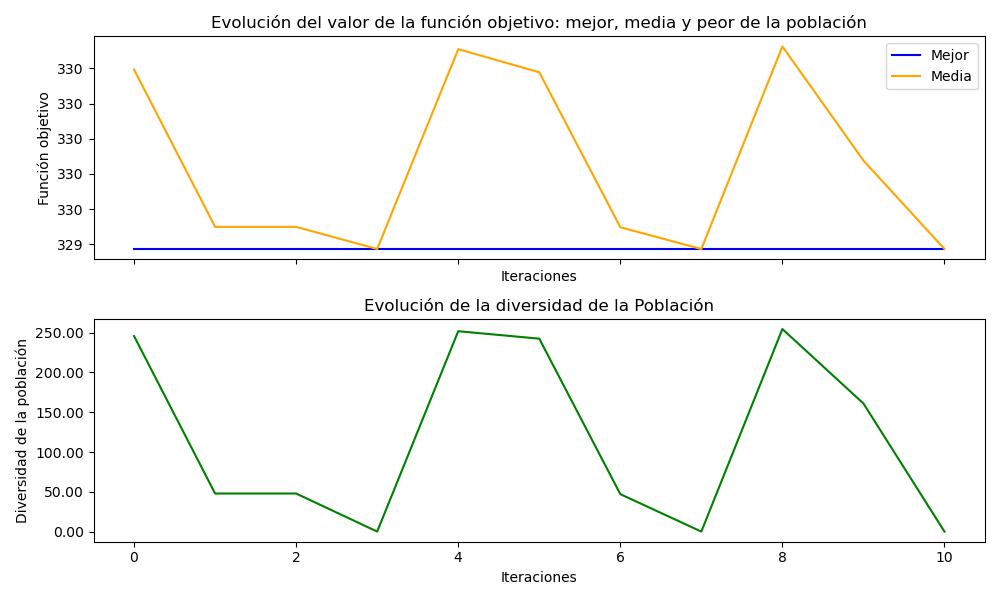 Evolución del valor de la función objetivo: mejor, media y peor de la población
Función objetivo
330
330
330
330
330
329
Mejor
Media
Iteraciones
Evolución de la diversidad de la Población
Diversidad de la población
250.00
200.00
150.00
100.00
50.00
0.00
0 2 4 6 8 10
Iteraciones